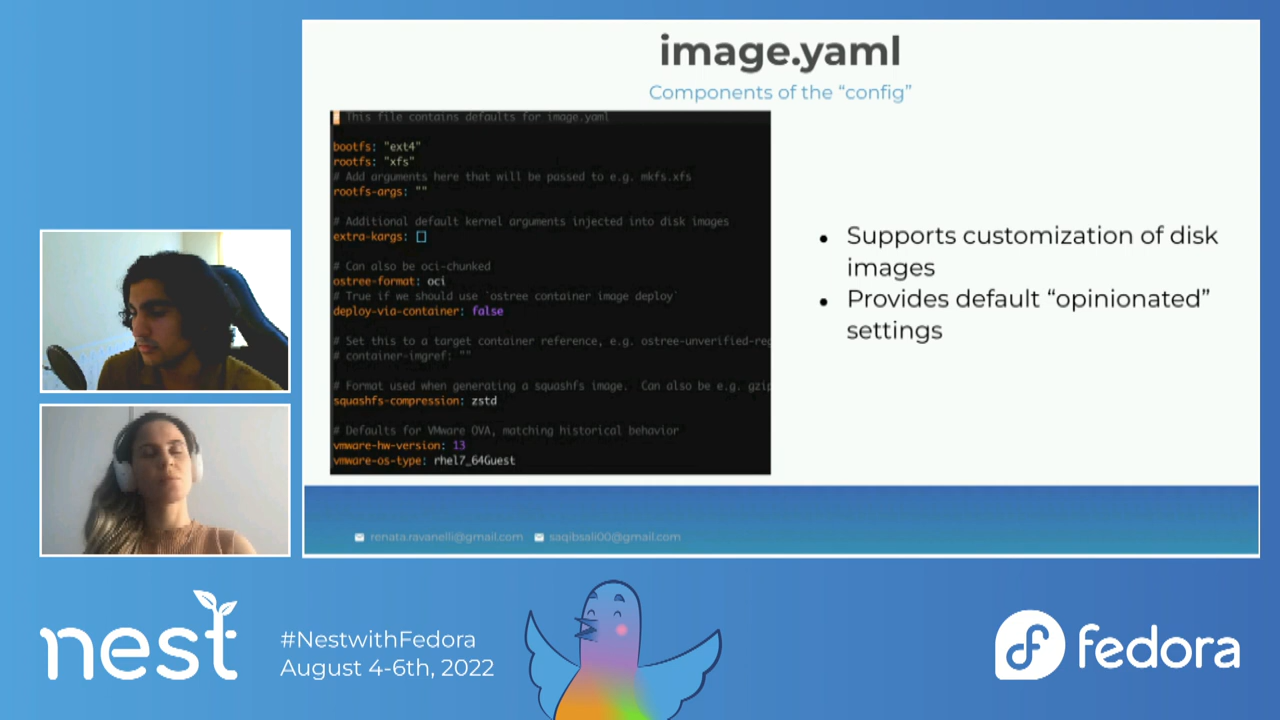 image.yaml
Components of the “config”
# This file contains defaults for image.yaml
bootfs: "ext4"
rootfs: "xfs"
# Add arguments here that will be passed to e.g. mkfs.xfs
rootfs-args: ""
# Additional default kernel arguments injected into disk images
extra-kargs: []
# Can also be oci-chunked
ostree-format: oci
# True if we should use `ostree container image deploy`
deploy-via-container: false
# Set this to a target container reference, e.g. ostree-unverified-reg
# container-imgref: ""
# Format used when generating a squashfs image.  Can also be e.g. gzip
squashfs-compression: zstd
# Defaults for VMware OVA, matching historical behavior
vmware-hw-version: 13
vmware-os-type: rhel7_64Guest
• Supports customization of disk
images
• Provides default “opinionated”
settings
renata.ravanelli@gmail.com saqibsali00@gmail.com
nest
#NestwithFedora
August 4-6th, 2022
fedora